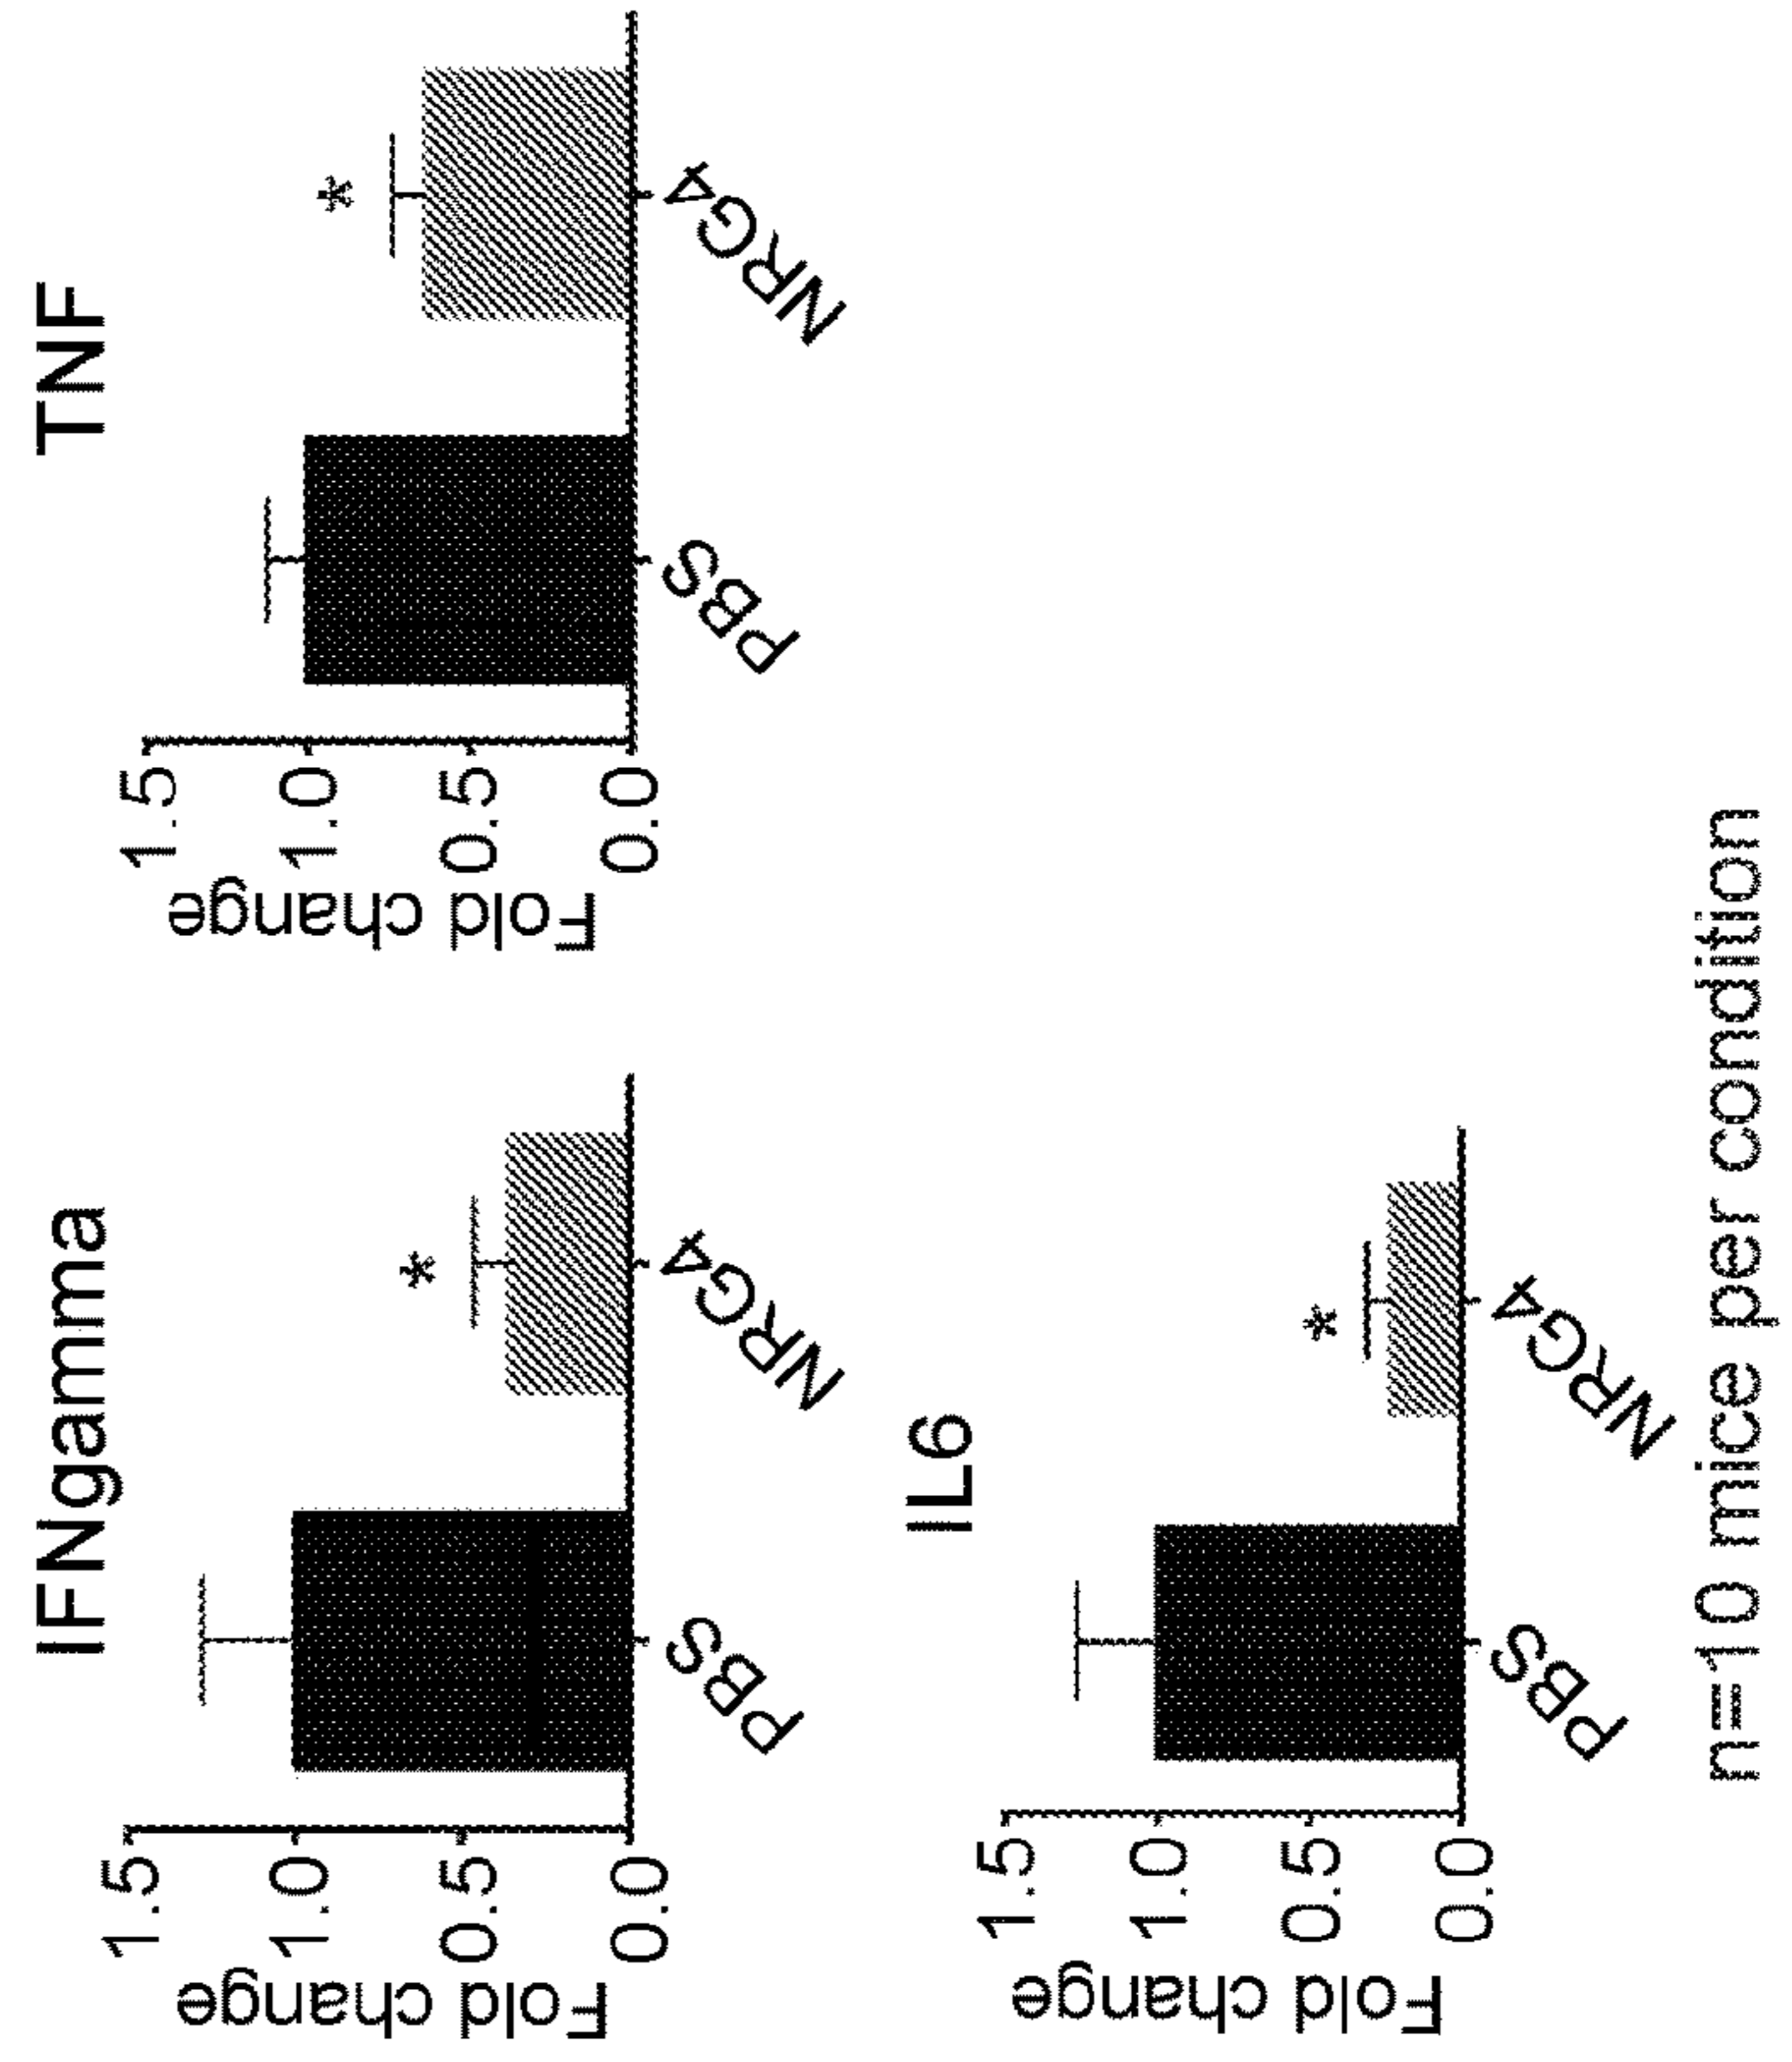 IFNgamma
Fold change
1.5
1.0
0.5
0.0
PBS
*
NRG4
TNF
Fold change
1.5
1.0
0.5
0.0
PBS
*
NRG4
IL6
Fold change
1.5
1.0
0.5
0.0
PBS
*
NRG4
n=10 mice per condition